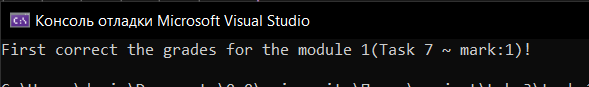 Консоль отладки Microsoft Visual Studio
First correct the grades for the module 1(Task 7 ~ mark:1)!